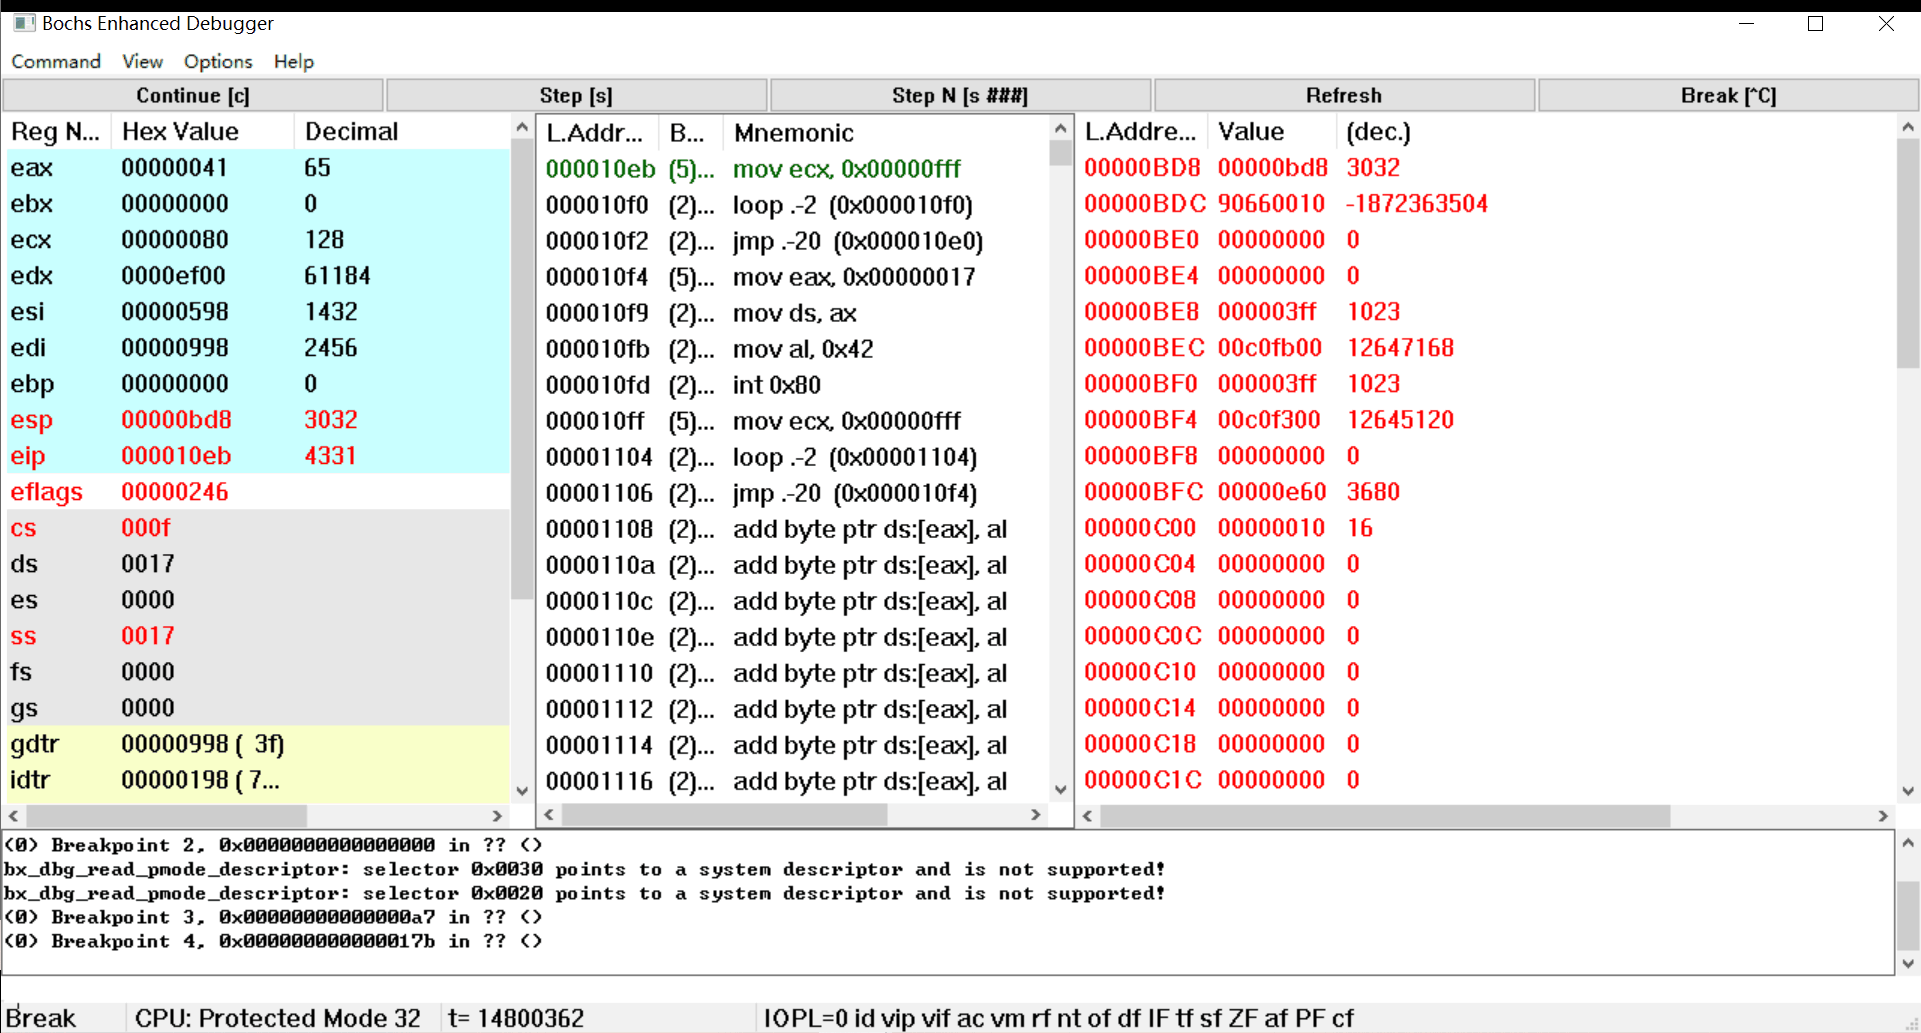 Bochs Enhanced Debugger
Command View Options Help
Continue [c] Step [s] Step N [s ###] Refresh Break [^C]
Reg N... Hex Value Decimal
eax 00000041 65
ebx 00000000 0
ecx 00000080 128
edx 0000ef00 61184
esi 00000598 1432
edi 00000998 2456
ebp 00000000 0
esp 00000bd8 3032
eip 000010eb 4331
eflags 00000246
cs 000f
ds 0017
es 0000
ss 0017
fs 0000
gs 0000
gdtr 00000998 ( 3f)
idtr 00000198 ( 7...
L.Addr... B... Mnemonic
000010eb (5)... mov ecx, 0x00000fff
000010f0 (2)... loop .-2 (0x000010f0)
000010f2 (2)... jmp .-20 (0x000010e0)
000010f4 (5)... mov eax, 0x00000017
000010f9 (2)... mov ds, ax
000010fb (2)... mov al, 0x42
000010fd (2)... int 0x80
000010ff (5)... mov ecx, 0x00000fff
00001104 (2)... loop .-2 (0x00001104)
00001106 (2)... jmp .-20 (0x000010f4)
00001108 (2)... add byte ptr ds:[eax], al
0000110a (2)... add byte ptr ds:[eax], al
0000110c (2)... add byte ptr ds:[eax], al
0000110e (2)... add byte ptr ds:[eax], al
00001110 (2)... add byte ptr ds:[eax], al
00001112 (2)... add byte ptr ds:[eax], al
00001114 (2)... add byte ptr ds:[eax], al
00001116 (2)... add byte ptr ds:[eax], al
L.Addre... Value (dec.)
00000BD8 00000bd8 3032
00000BDC 90660010 -1872363504
00000BE0 00000000 0
00000BE4 00000000 0
00000BE8 000003ff 1023
00000BEC 00c0fb00 12647168
00000BF0 000003ff 1023
00000BF4 00c0f300 12645120
00000BF8 00000000 0
00000BFC 00000e60 3680
00000C00 00000010 16
00000C04 00000000 0
00000C08 00000000 0
00000C0C 00000000 0
00000C10 00000000 0
00000C14 00000000 0
00000C18 00000000 0
00000C1C 00000000 0
(0) Breakpoint 2, 0x0000000000000000 in ?? ()
bx_dbg_read_pmode_descriptor: selector 0x0030 points to a system descriptor and is not supported!
bx_dbg_read_pmode_descriptor: selector 0x0020 points to a system descriptor and is not supported!
(0) Breakpoint 3, 0x00000000000000a7 in ?? ()
(0) Breakpoint 4, 0x000000000000017b in ?? ()
Break CPU: Protected Mode 32 t= 14800362 IOPL=0 id vip vif ac vm rf nt of df IF tf sf ZF af PF cf